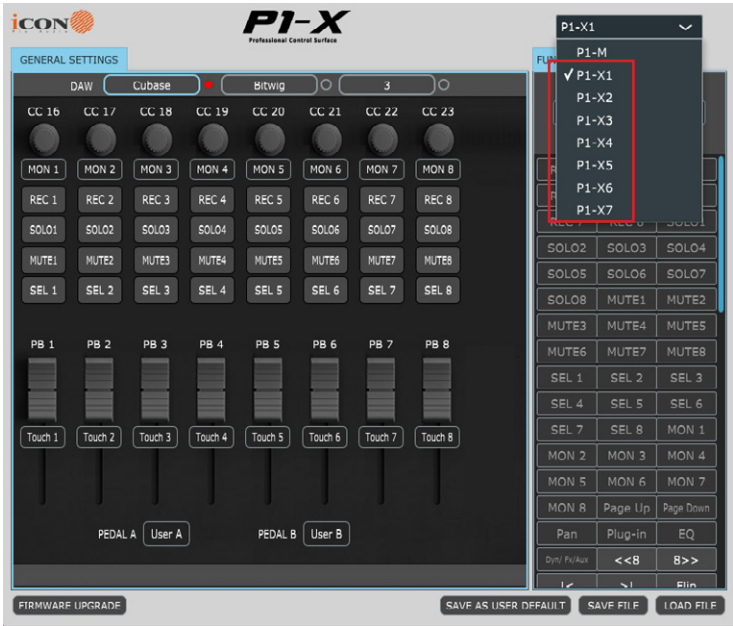 iCON
Pro Audio
P1-X
Professional Control Surface
P1-X1
P1-M
P1-X1
P1-X2
P1-X3
P1-X4
P1-X5
P1-X6
P1-X7
GENERAL SETTINGS
DAW Cubase Bitwig 3
CC 16 CC 17 CC 18 CC 19 CC 20 CC 21 CC 22 CC 23
MON 1 MON 2 MON 3 MON 4 MON 5 MON 6 MON 7 MON 8
REC 1 REC 2 REC 3 REC 4 REC 5 REC 6 REC 7 REC 8
SOLO1 SOLO2 SOLO3 SOLO4 SOLO5 SOLO6 SOLO7 SOLO8
MUTE1 MUTE2 MUTE3 MUTE4 MUTE5 MUTE6 MUTE7 MUTE8
SEL 1 SEL 2 SEL 3 SEL 4 SEL 5 SEL 6 SEL 7 SEL 8
PB 1 PB 2 PB 3 PB 4 PB 5 PB 6 PB 7 PB 8
Touch 1 Touch 2 Touch 3 Touch 4 Touch 5 Touch 6 Touch 7 Touch 8
PEDAL A User A PEDAL B User B
REC 7 REC 8 SOLO1
SOLO2 SOLO3 SOLO4
SOLO5 SOLO6 SOLO7
SOLO8 MUTE1 MUTE2
MUTE3 MUTE4 MUTE5
MUTE6 MUTE7 MUTE8
SEL 1 SEL 2 SEL 3
SEL 4 SEL 5 SEL 6
SEL 7 SEL 8 MON 1
MON 2 MON 3 MON 4
MON 5 MON 6 MON 7
MON 8 Page Up Page Down
Pan Plug-in EQ
Dyn/ Fx/Aux <<8 8>>
|< >| Flip
FIRMWARE UPGRADE SAVE AS USER DEFAULT SAVE FILE LOAD FILE